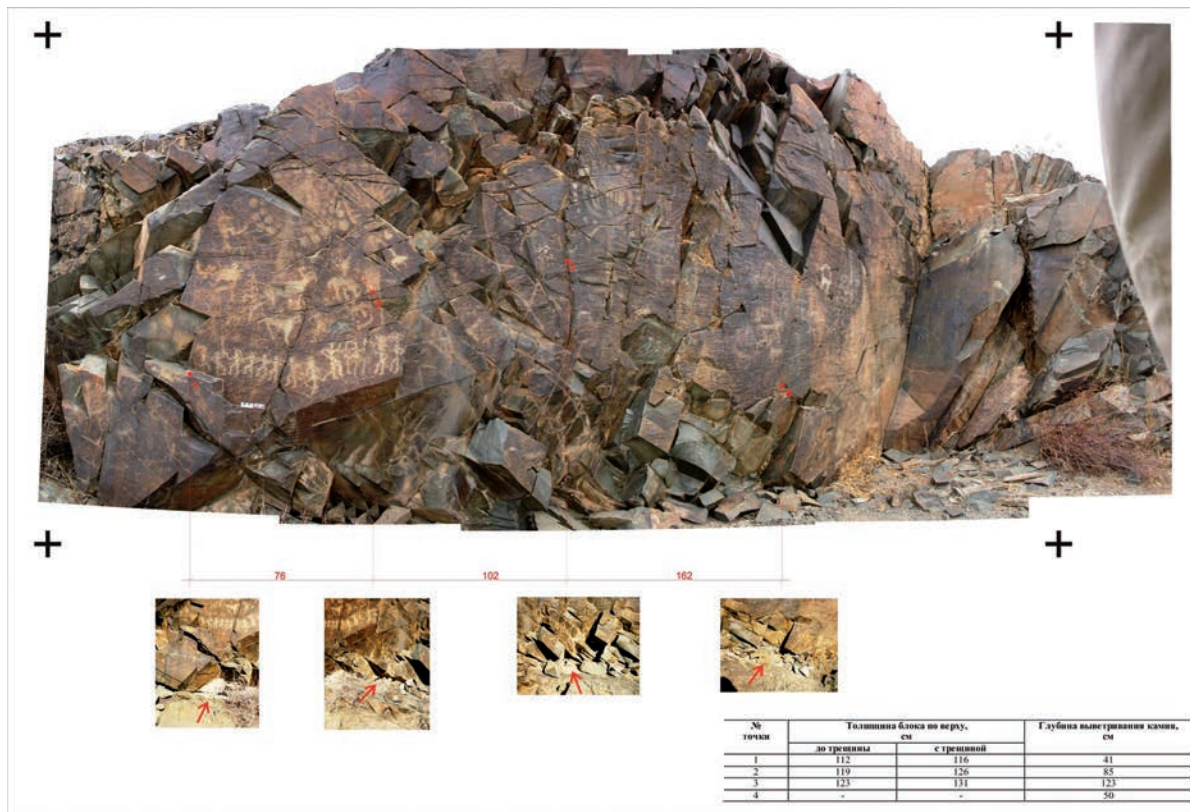 76
102
162
№ точки
Толщина блока по верху, см
Глубина выветривания камня, см
до трещины
с трещиной
1 112 116 41
2 119 126 85
3 123 131 123
4 - - 50